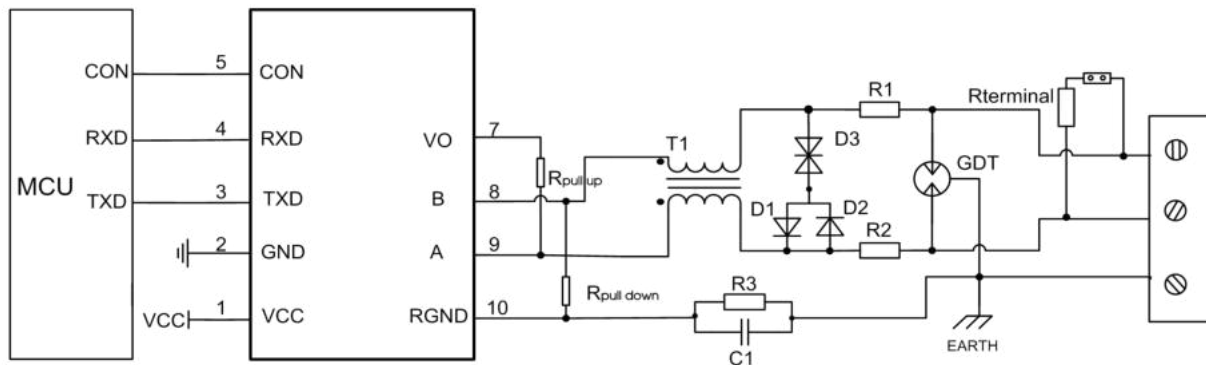 MCU
CON
RXD
TXD
5
4
3
2
1
VCC
CON
RXD
TXD
GND
VCC
VO
B
A
RGND
7
8
9
10
Rpull up
Rpull down
T1
D3
D1
D2
R1
R2
GDT
Rterminal
R3
C1
EARTH